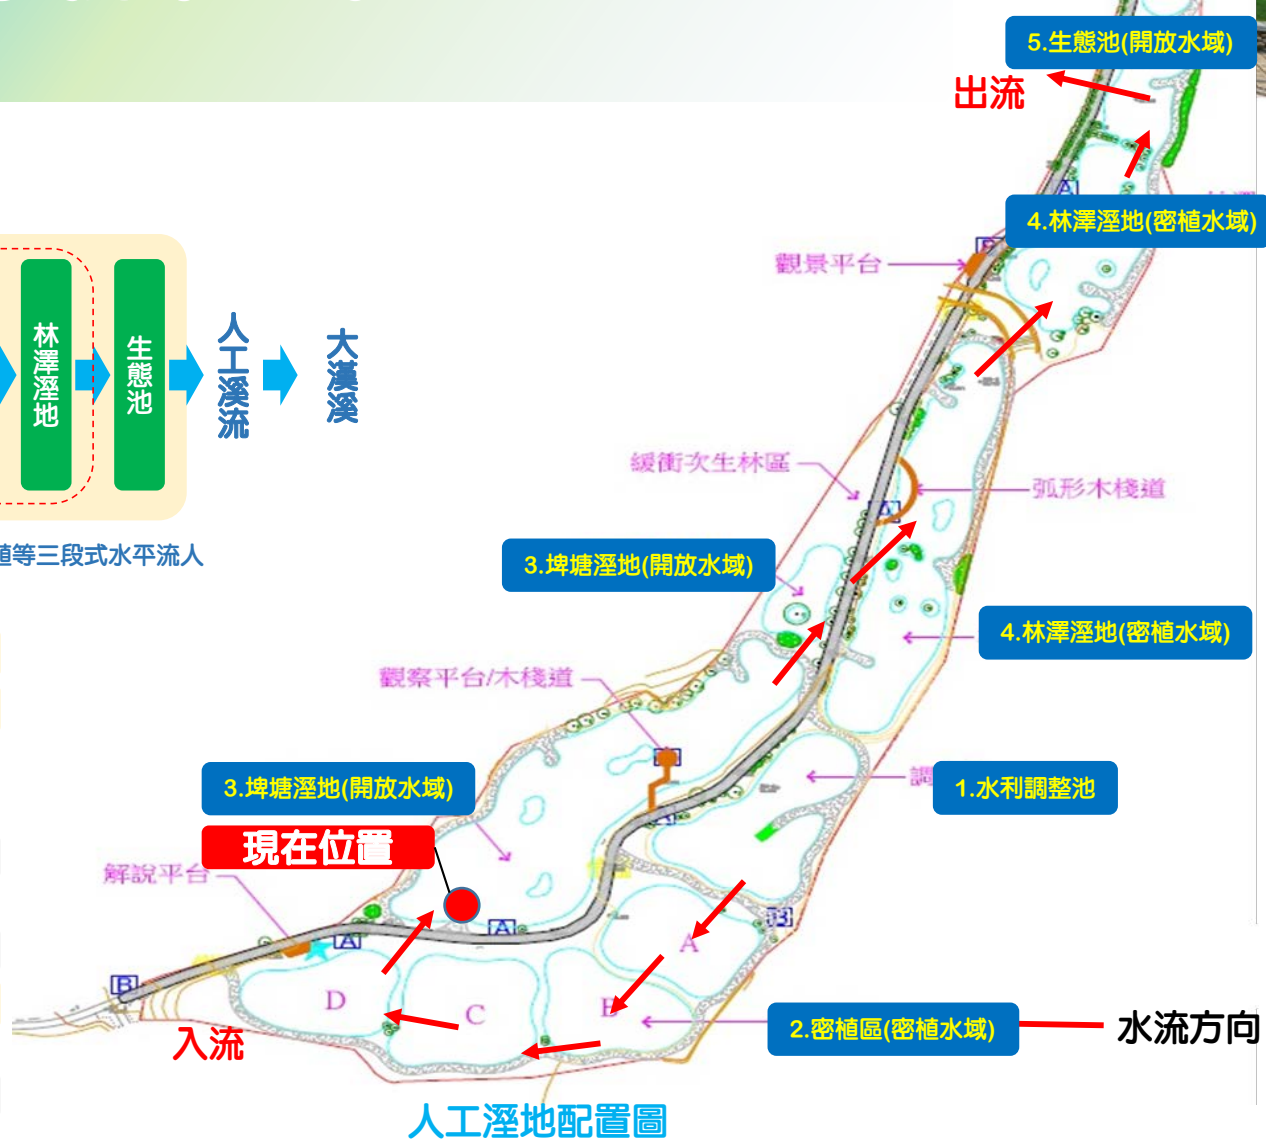 5.生態池(開放水域)
出流
A
4.林澤溼地(密植水域)
B
觀景平台
林澤溼地
生態池
人工溪流
大漢溪
緩衝次生林區
弧形木棧道
A
3.埤塘溼地(開放水域)
植等三段式水平流人
4.林澤溼地(密植水域)
觀察平台/木棧道
調
1.水利調整池
3.埤塘溼地(開放水域)
現在位置
A
解說平台
B
A
A
A
B
D
C
B
入流
2.密植區(密植水域)
水流方向
人工溼地配置圖